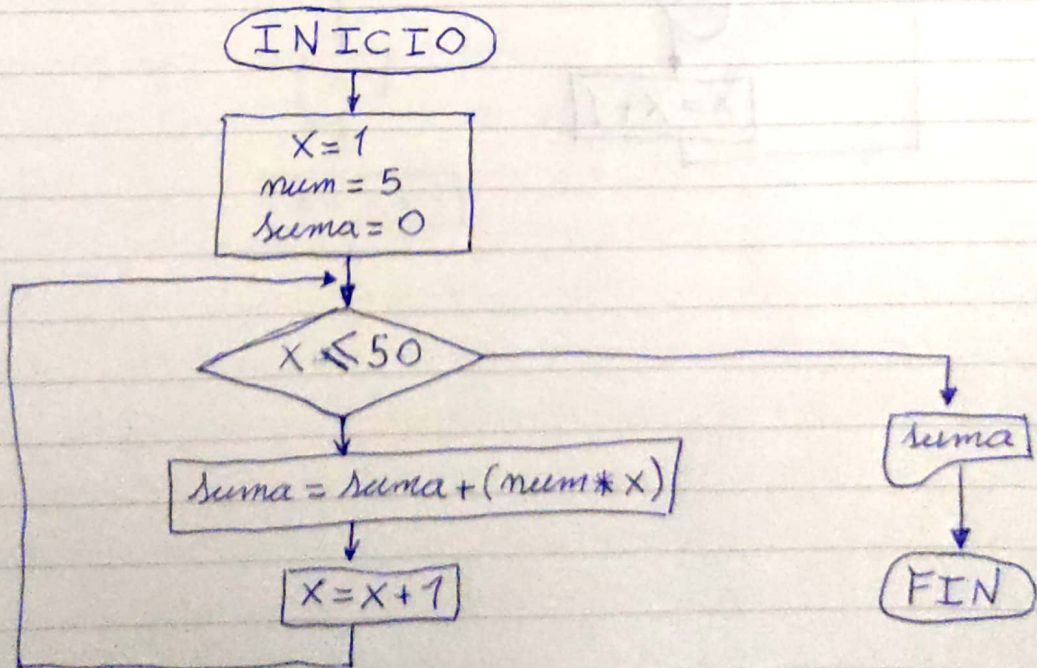 INICIO
x = 1
num = 5
suma = 0
x ≤ 50
suma = suma + (num * x)
x = x + 1
suma
FIN